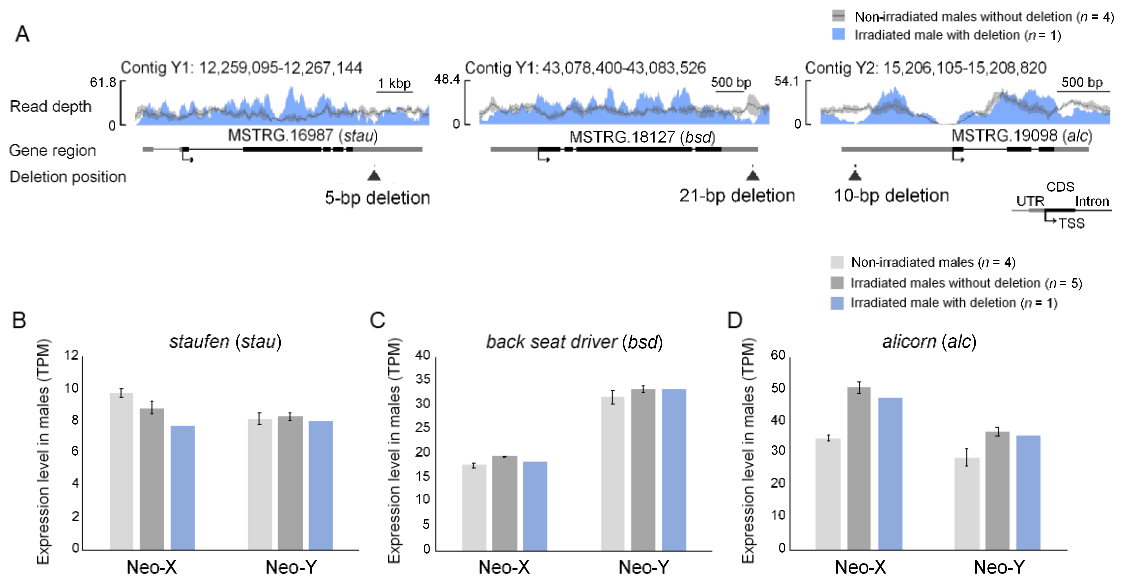 A
Non-irradiated males without deletion (n = 4)
Irradiated male with deletion (n = 1)
Contig Y1: 12,259,095-12,267,144
Contig Y1: 43,078,400-43,083,526
Contig Y2: 15,206,105-15,208,820
61.8
1 kbp
48.4
500 bp
54.1
500 bp
Read depth
0
0
0
MSTRG.16987 (stau)
MSTRG.18127 (bsd)
MSTRG.19098 (alc)
Gene region
Deletion position
5-bp deletion
21-bp deletion
10-bp deletion
CDS
UTR
Intron
TSS
Non-irradiated males (n = 4)
Irradiated males without deletion (n = 5)
Irradiated male with deletion (n = 1)
B
staufen (stau)
Expression level in males (TPM)
12
10
8
6
4
2
0
Neo-X
Neo-Y
C
back seat driver (bsd)
Expression level in males (TPM)
40
35
30
25
20
15
10
5
0
Neo-X
Neo-Y
D
alicorn (alc)
Expression level in males (TPM)
60
50
40
30
20
10
0
Neo-X
Neo-Y